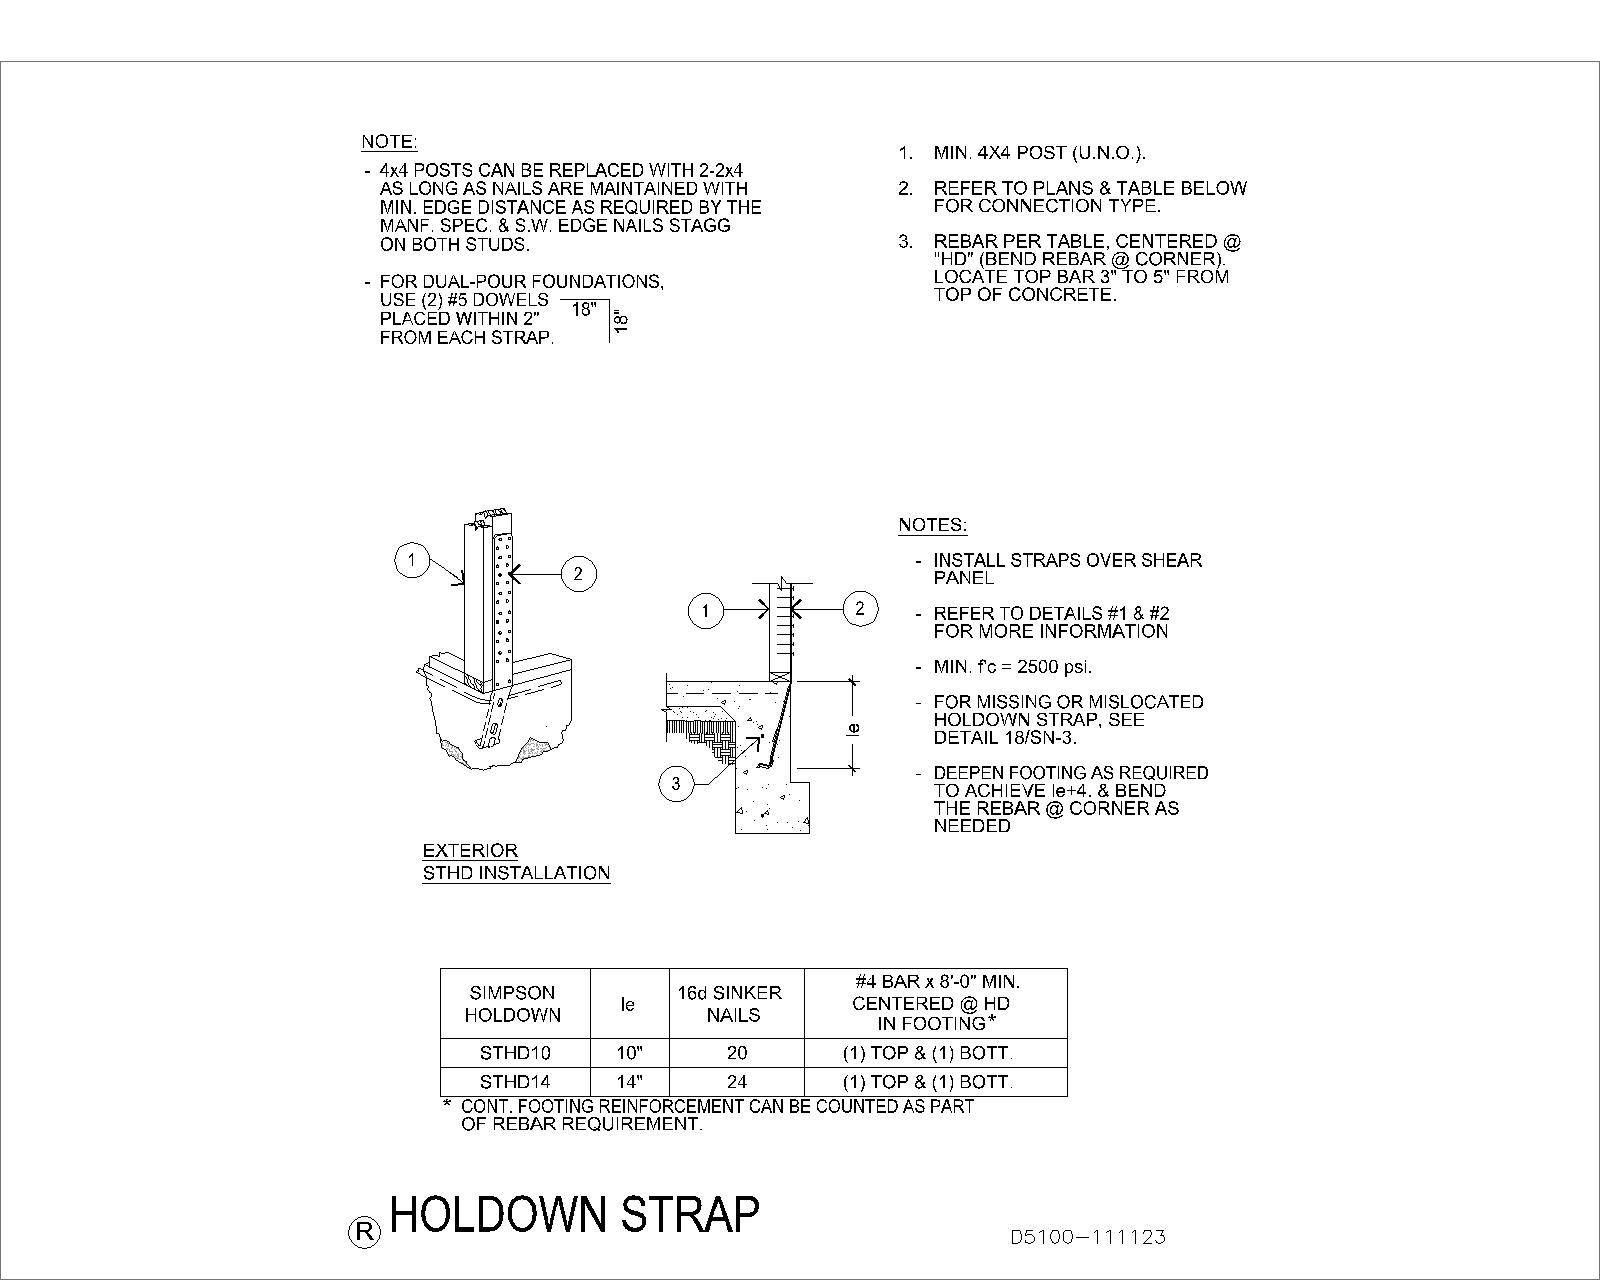 NOTE:
- 4x4 POSTS CAN BE REPLACED WITH 2-2x4
AS LONG AS NAILS ARE MAINTAINED WITH
MIN. EDGE DISTANCE AS REQUIRED BY THE
MANF. SPEC. & S.W. EDGE NAILS STAGG
ON BOTH STUDS.
- FOR DUAL-POUR FOUNDATIONS,
USE (2) #5 DOWELS
PLACED WITHIN 2"
FROM EACH STRAP.
18"
18"
1. MIN. 4X4 POST (U.N.O.).
2. REFER TO PLANS & TABLE BELOW
FOR CONNECTION TYPE.
3. REBAR PER TABLE, CENTERED @
"HD" (BEND REBAR @ CORNER).
LOCATE TOP BAR 3" TO 5" FROM
TOP OF CONCRETE.
1
2
1
2
le
3
EXTERIOR
STHD INSTALLATION
NOTES:
- INSTALL STRAPS OVER SHEAR
PANEL
- REFER TO DETAILS #1 & #2
FOR MORE INFORMATION
- MIN. f'c = 2500 psi.
- FOR MISSING OR MISLOCATED
HOLDOWN STRAP, SEE
DETAIL 18/SN-3.
- DEEPEN FOOTING AS REQUIRED
TO ACHIEVE le+4. & BEND
THE REBAR @ CORNER AS
NEEDED
SIMPSON
HOLDOWN
le
16d SINKER
NAILS
#4 BAR x 8'-0" MIN.
CENTERED @ HD
IN FOOTING*
STHD10 10" 20 (1) TOP & (1) BOTT.
STHD14 14" 24 (1) TOP & (1) BOTT.
* CONT. FOOTING REINFORCEMENT CAN BE COUNTED AS PART
OF REBAR REQUIREMENT.
R HOLDOWN STRAP
D5100-111123